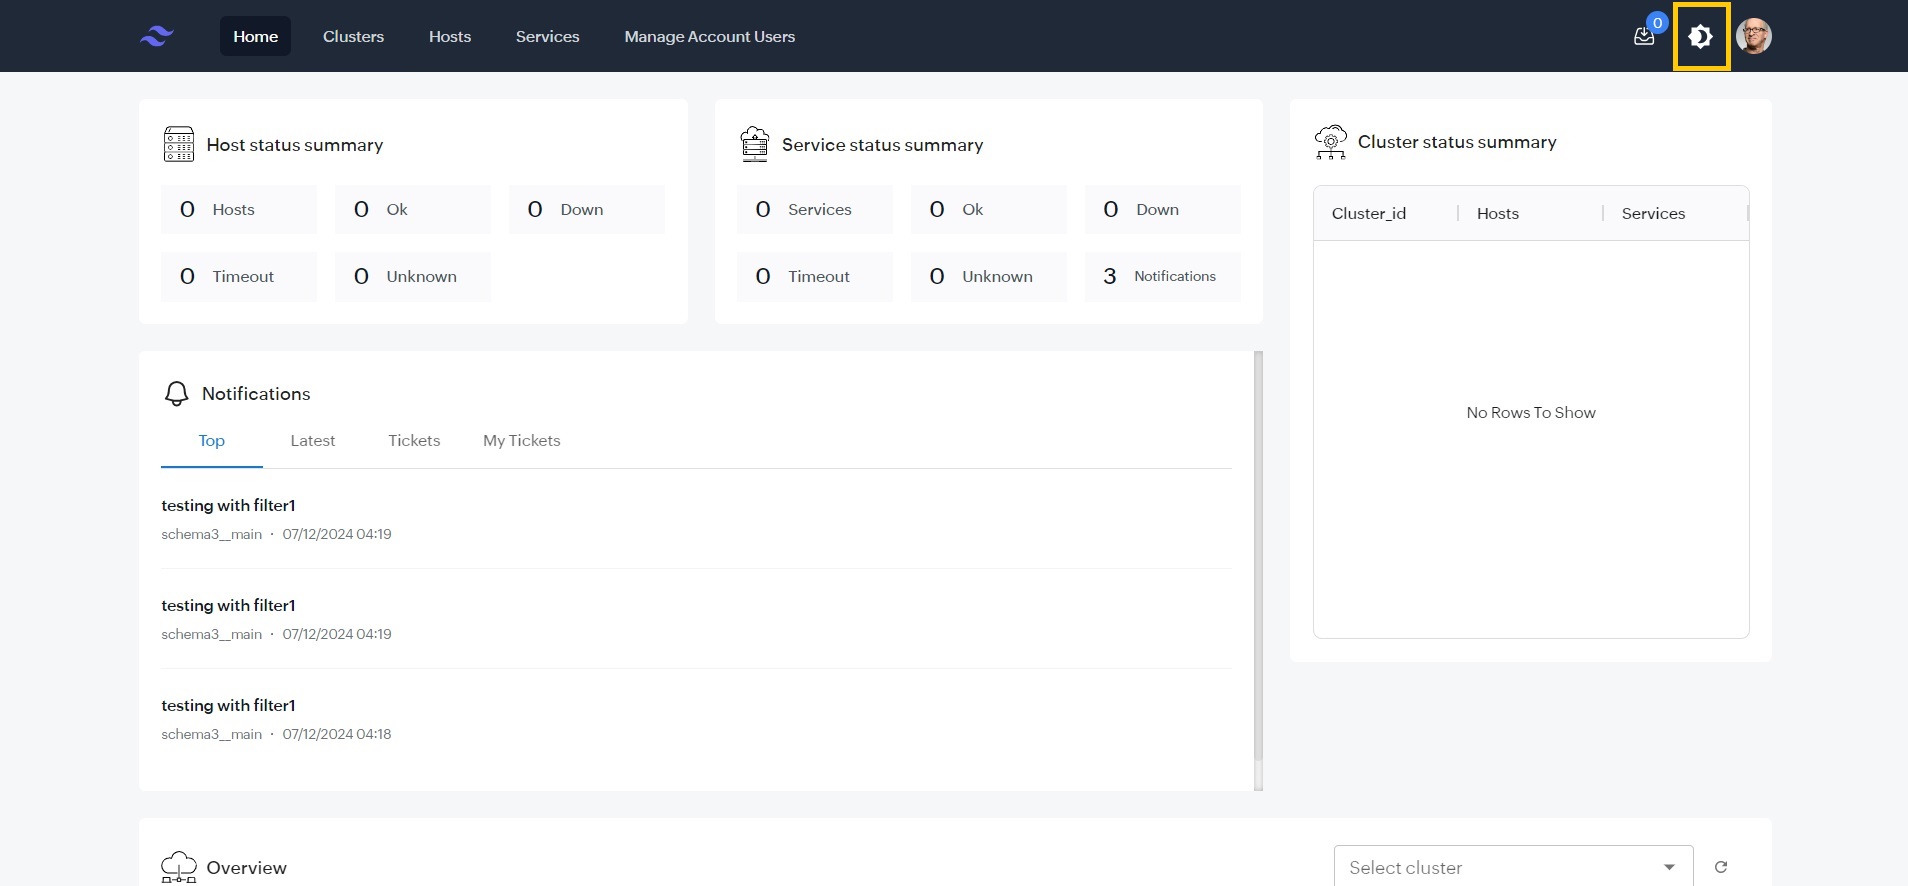 Home Clusters Hosts Services Manage Account Users 0
Host status summary
0 Hosts 0 Ok 0 Down
0 Timeout 0 Unknown
Service status summary
0 Services 0 Ok 0 Down
0 Timeout 0 Unknown 3 Notifications
Cluster status summary
Cluster_id Hosts Services
No Rows To Show
Notifications
Top Latest Tickets My Tickets
testing with filter1
schema3__main · 07/12/2024 04:19
testing with filter1
schema3__main · 07/12/2024 04:19
testing with filter1
schema3__main · 07/12/2024 04:18
Overview Select cluster